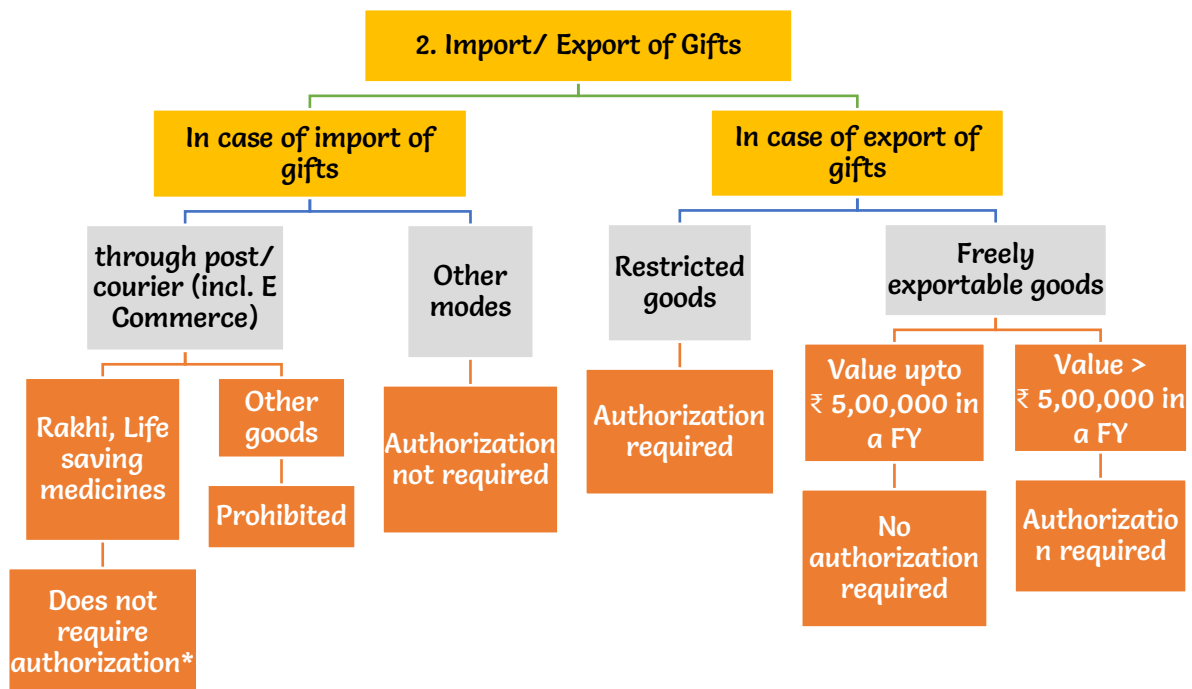 2. Import/ Export of Gifts
In case of import of
gifts
In case of export of
gifts
through post/
courier (incl. E
Commerce)
Other
modes
Restricted
goods
Freely
exportable goods
Rakhi, Life
saving
medicines
Other
goods
Authorization
not required
Authorization
required
Value upto
₹ 5,00,000 in
a FY
Value >
₹ 5,00,000 in
a FY
Prohibited
No
authorization
required
Authorizatio
n required
Does not
require
authorization*